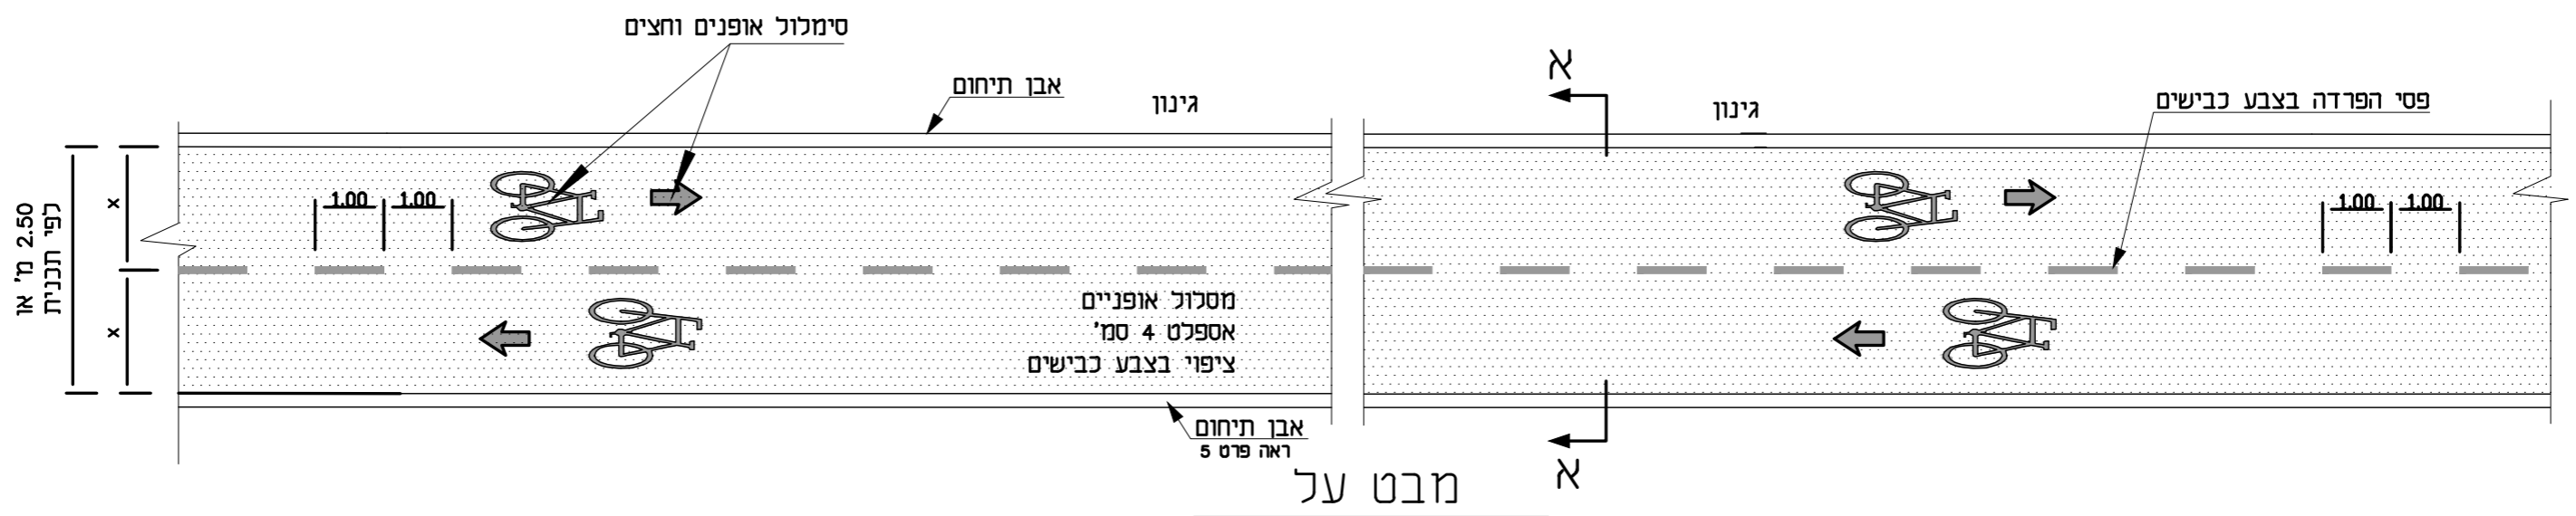 סימלול אופנים וחצים
אבן תיחום
גינון
א
גינון
פסי הפרדה בצבע כבישים
1.00
1.00
1.00
1.00
x
x
2.50 מ' או
לפי תכנית
מסלול אופניים
אספלט 4 סמ'
ציפוי בצבע כבישים
אבן תיחום
ראה פרט 5
א
מבט על